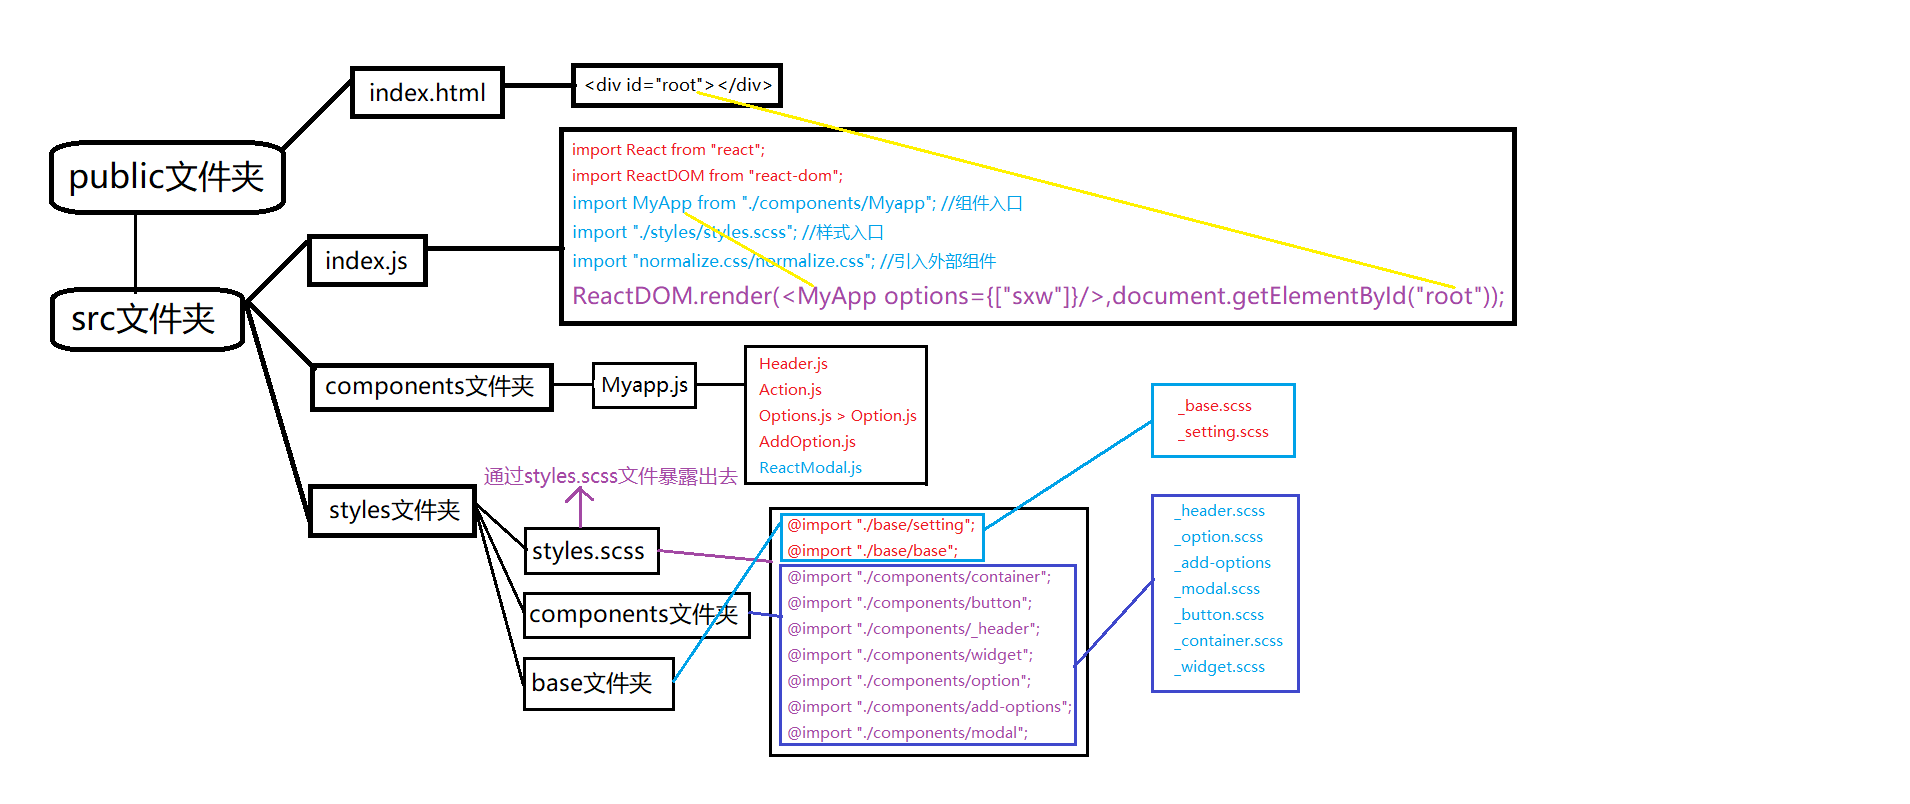 index.html
<div id="root"></div>
public文件夹
import React from "react";
import ReactDOM from "react-dom";
import MyApp from "./components/Myapp"; //组件入口
import "./styles/styles.scss"; //样式入口
import "normalize.css/normalize.css"; //引入外部组件
ReactDOM.render(<MyApp options={["sxw"]}/>,document.getElementById("root"));
index.js
src文件夹
components文件夹
Myapp.js
Header.js
Action.js
Options.js > Option.js
AddOption.js
ReactModal.js
通过styles.scss文件暴露出去
styles文件夹
styles.scss
components文件夹
base文件夹
@import "./base/setting";
@import "./base/base";
@import "./components/container";
@import "./components/button";
@import "./components/_header";
@import "./components/widget";
@import "./components/option";
@import "./components/add-options";
@import "./components/modal";
_base.scss
_setting.scss
_header.scss
_option.scss
_add-options
_modal.scss
_button.scss
_container.scss
_widget.scss